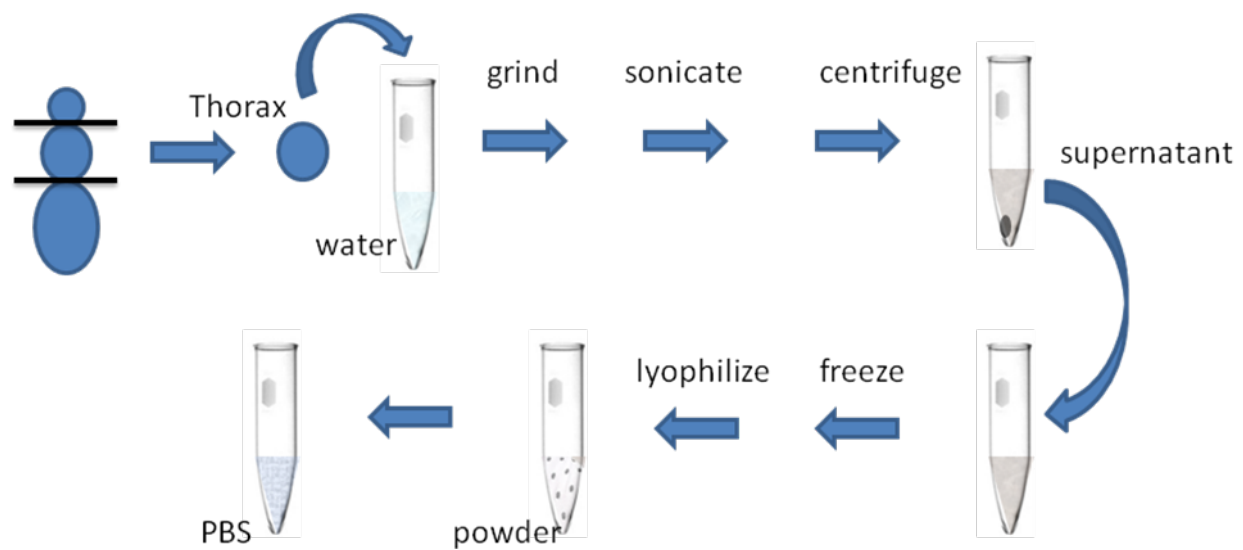 Thorax
water
grind
sonicate
centrifuge
supernatant
freeze
lyophilize
powder
PBS